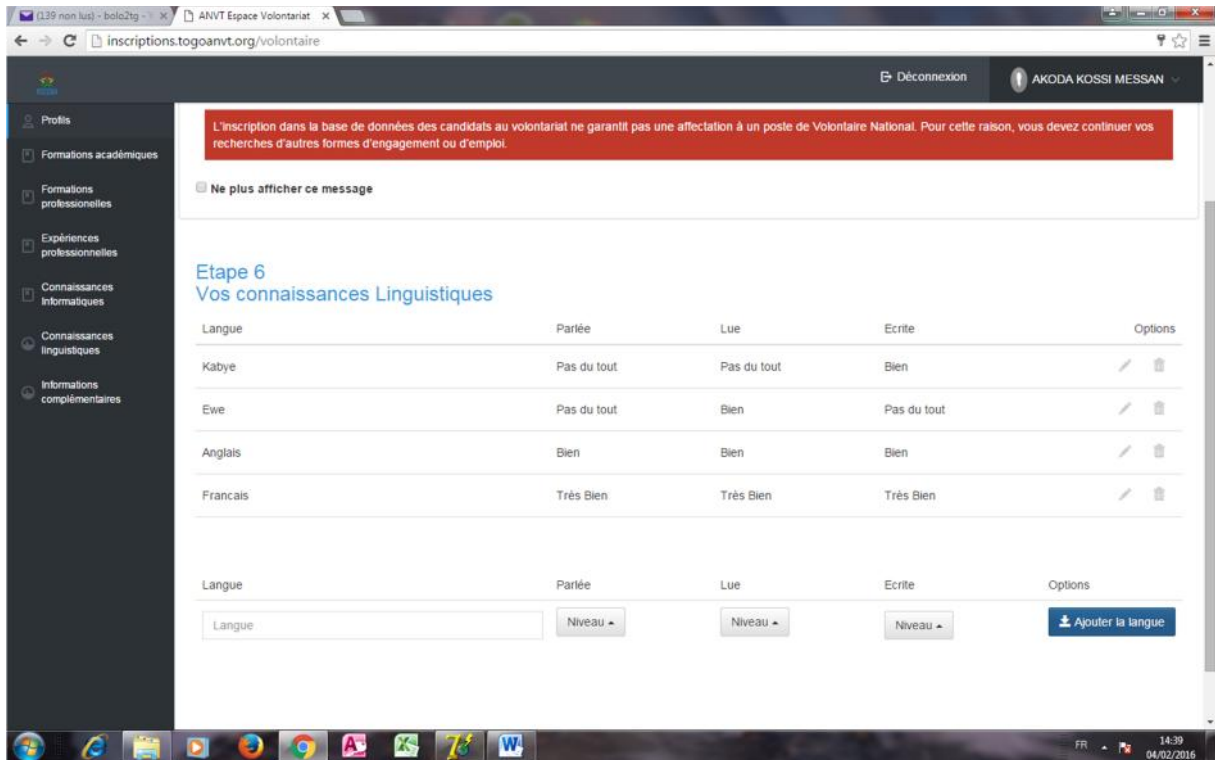 (139 non lus) - bolo2tg - ANVT Espace Volontariat
inscriptions.togoanvt.org/volontaire
Déconnexion AKODA KOSSI MESSAN
Profils
Formations académiques
Formations
professionelles
Expériences
professionnelles
Connaissances
Informatiques
Connaissances
linguistiques
Informations
complémentaires
L'inscription dans la base de données des candidats au volontariat ne garantit pas une affectation à un poste de Volontaire National. Pour cette raison, vous devez continuer vos
recherches d'autres formes d'engagement ou d'emploi.
Ne plus afficher ce message
Etape 6
Vos connaissances Linguistiques
Langue Parlée Lue Ecrite Options
Kabye Pas du tout Pas du tout Bien
Ewe Pas du tout Bien Pas du tout
Anglais Bien Bien Bien
Francais Très Bien Très Bien Très Bien
Langue Parlée Lue Ecrite Options
Langue Niveau Niveau Niveau Ajouter la langue
FR 14:39
04/02/2016